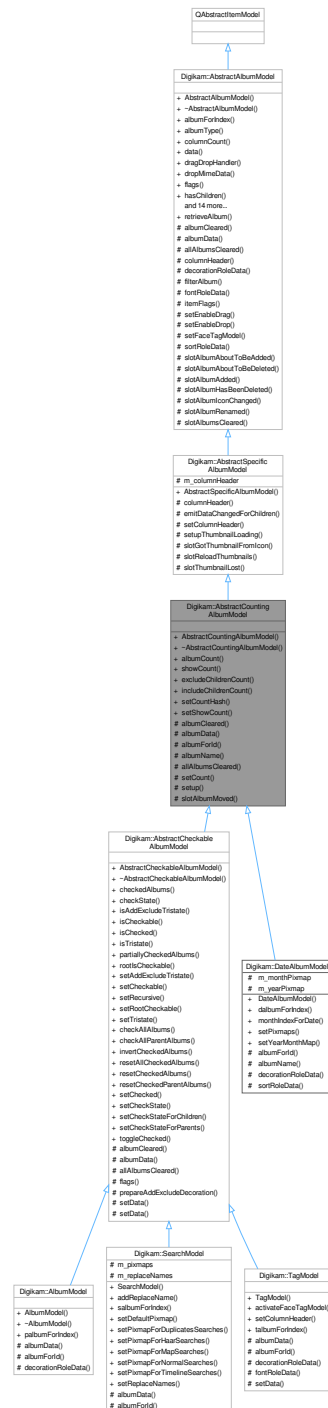 QAbstractItemModel
Digikam::AbstractAlbumModel
+ AbstractAlbumModel()
+ ~AbstractAlbumModel()
+ albumForIndex()
+ albumType()
+ columnCount()
+ data()
+ dragDropHandler()
+ dropMimeData()
+ flags()
+ hasChildren()
and 14 more...
+ retrieveAlbum()
# albumCleared()
# albumData()
# allAlbumsCleared()
# columnHeader()
# decorationRoleData()
# filterAlbum()
# fontRoleData()
# itemFlags()
# setEnableDrag()
# setEnableDrop()
# setFaceTagModel()
# sortRoleData()
# slotAlbumAboutToBeAdded()
# slotAlbumAboutToBeDeleted()
# slotAlbumAdded()
# slotAlbumHasBeenDeleted()
# slotAlbumIconChanged()
# slotAlbumRenamed()
# slotAlbumsCleared()
Digikam::AbstractSpecific
AlbumModel
# m_columnHeader
+ AbstractSpecificAlbumModel()
# columnHeader()
# emitDataChangedForChildren()
# setColumnHeader()
# setupThumbnailLoading()
# slotGotThumbnailFromIcon()
# slotReloadThumbnails()
# slotThumbnailLost()
Digikam::AbstractCounting
AlbumModel
+ AbstractCountingAlbumModel()
+ ~AbstractCountingAlbumModel()
+ albumCount()
+ showCount()
+ excludeChildrenCount()
+ includeChildrenCount()
+ setCountHash()
+ setShowCount()
# albumCleared()
# albumData()
# albumForId()
# albumName()
# allAlbumsCleared()
# setCount()
# setup()
# slotAlbumMoved()
Digikam::AbstractCheckable
AlbumModel
+ AbstractCheckableAlbumModel()
+ ~AbstractCheckableAlbumModel()
+ checkedAlbums()
+ checkState()
+ isAddExcludeTristate()
+ isCheckable()
+ isChecked()
+ isTristate()
+ partiallyCheckedAlbums()
+ rootIsCheckable()
+ setAddExcludeTristate()
+ setCheckable()
+ setRecursive()
+ setRootCheckable()
+ setTristate()
+ checkAllAlbums()
+ checkAllParentAlbums()
+ invertCheckedAlbums()
+ resetAllCheckedAlbums()
+ resetCheckedAlbums()
+ resetCheckedParentAlbums()
+ setChecked()
+ setCheckState()
+ setCheckStateForChildren()
+ setCheckStateForParents()
+ toggleChecked()
# albumCleared()
# albumData()
# allAlbumsCleared()
# flags()
# prepareAddExcludeDecoration()
# setData()
# setData()
Digikam::DateAlbumModel
# m_monthPixmap
# m_yearPixmap
+ DateAlbumModel()
+ dalbumForIndex()
+ monthIndexForDate()
+ setPixmaps()
+ setYearMonthMap()
# albumForId()
# albumName()
# decorationRoleData()
# sortRoleData()
Digikam::AlbumModel
+ AlbumModel()
+ ~AlbumModel()
+ palbumForIndex()
# albumData()
# albumForId()
# decorationRoleData()
Digikam::SearchModel
# m_pixmaps
# m_replaceNames
+ SearchModel()
+ addReplaceName()
+ salbumForIndex()
+ setDefaultPixmap()
+ setPixmapForDuplicatesSearches()
+ setPixmapForHaarSearches()
+ setPixmapForMapSearches()
+ setPixmapForNormalSearches()
+ setPixmapForTimelineSearches()
+ setReplaceNames()
# albumData()
# albumForId()
Digikam::TagModel
+ TagModel()
+ activateFaceTagModel()
+ setColumnHeader()
+ talbumForIndex()
# albumData()
# albumForId()
# decorationRoleData()
# fontRoleData()
# setData()